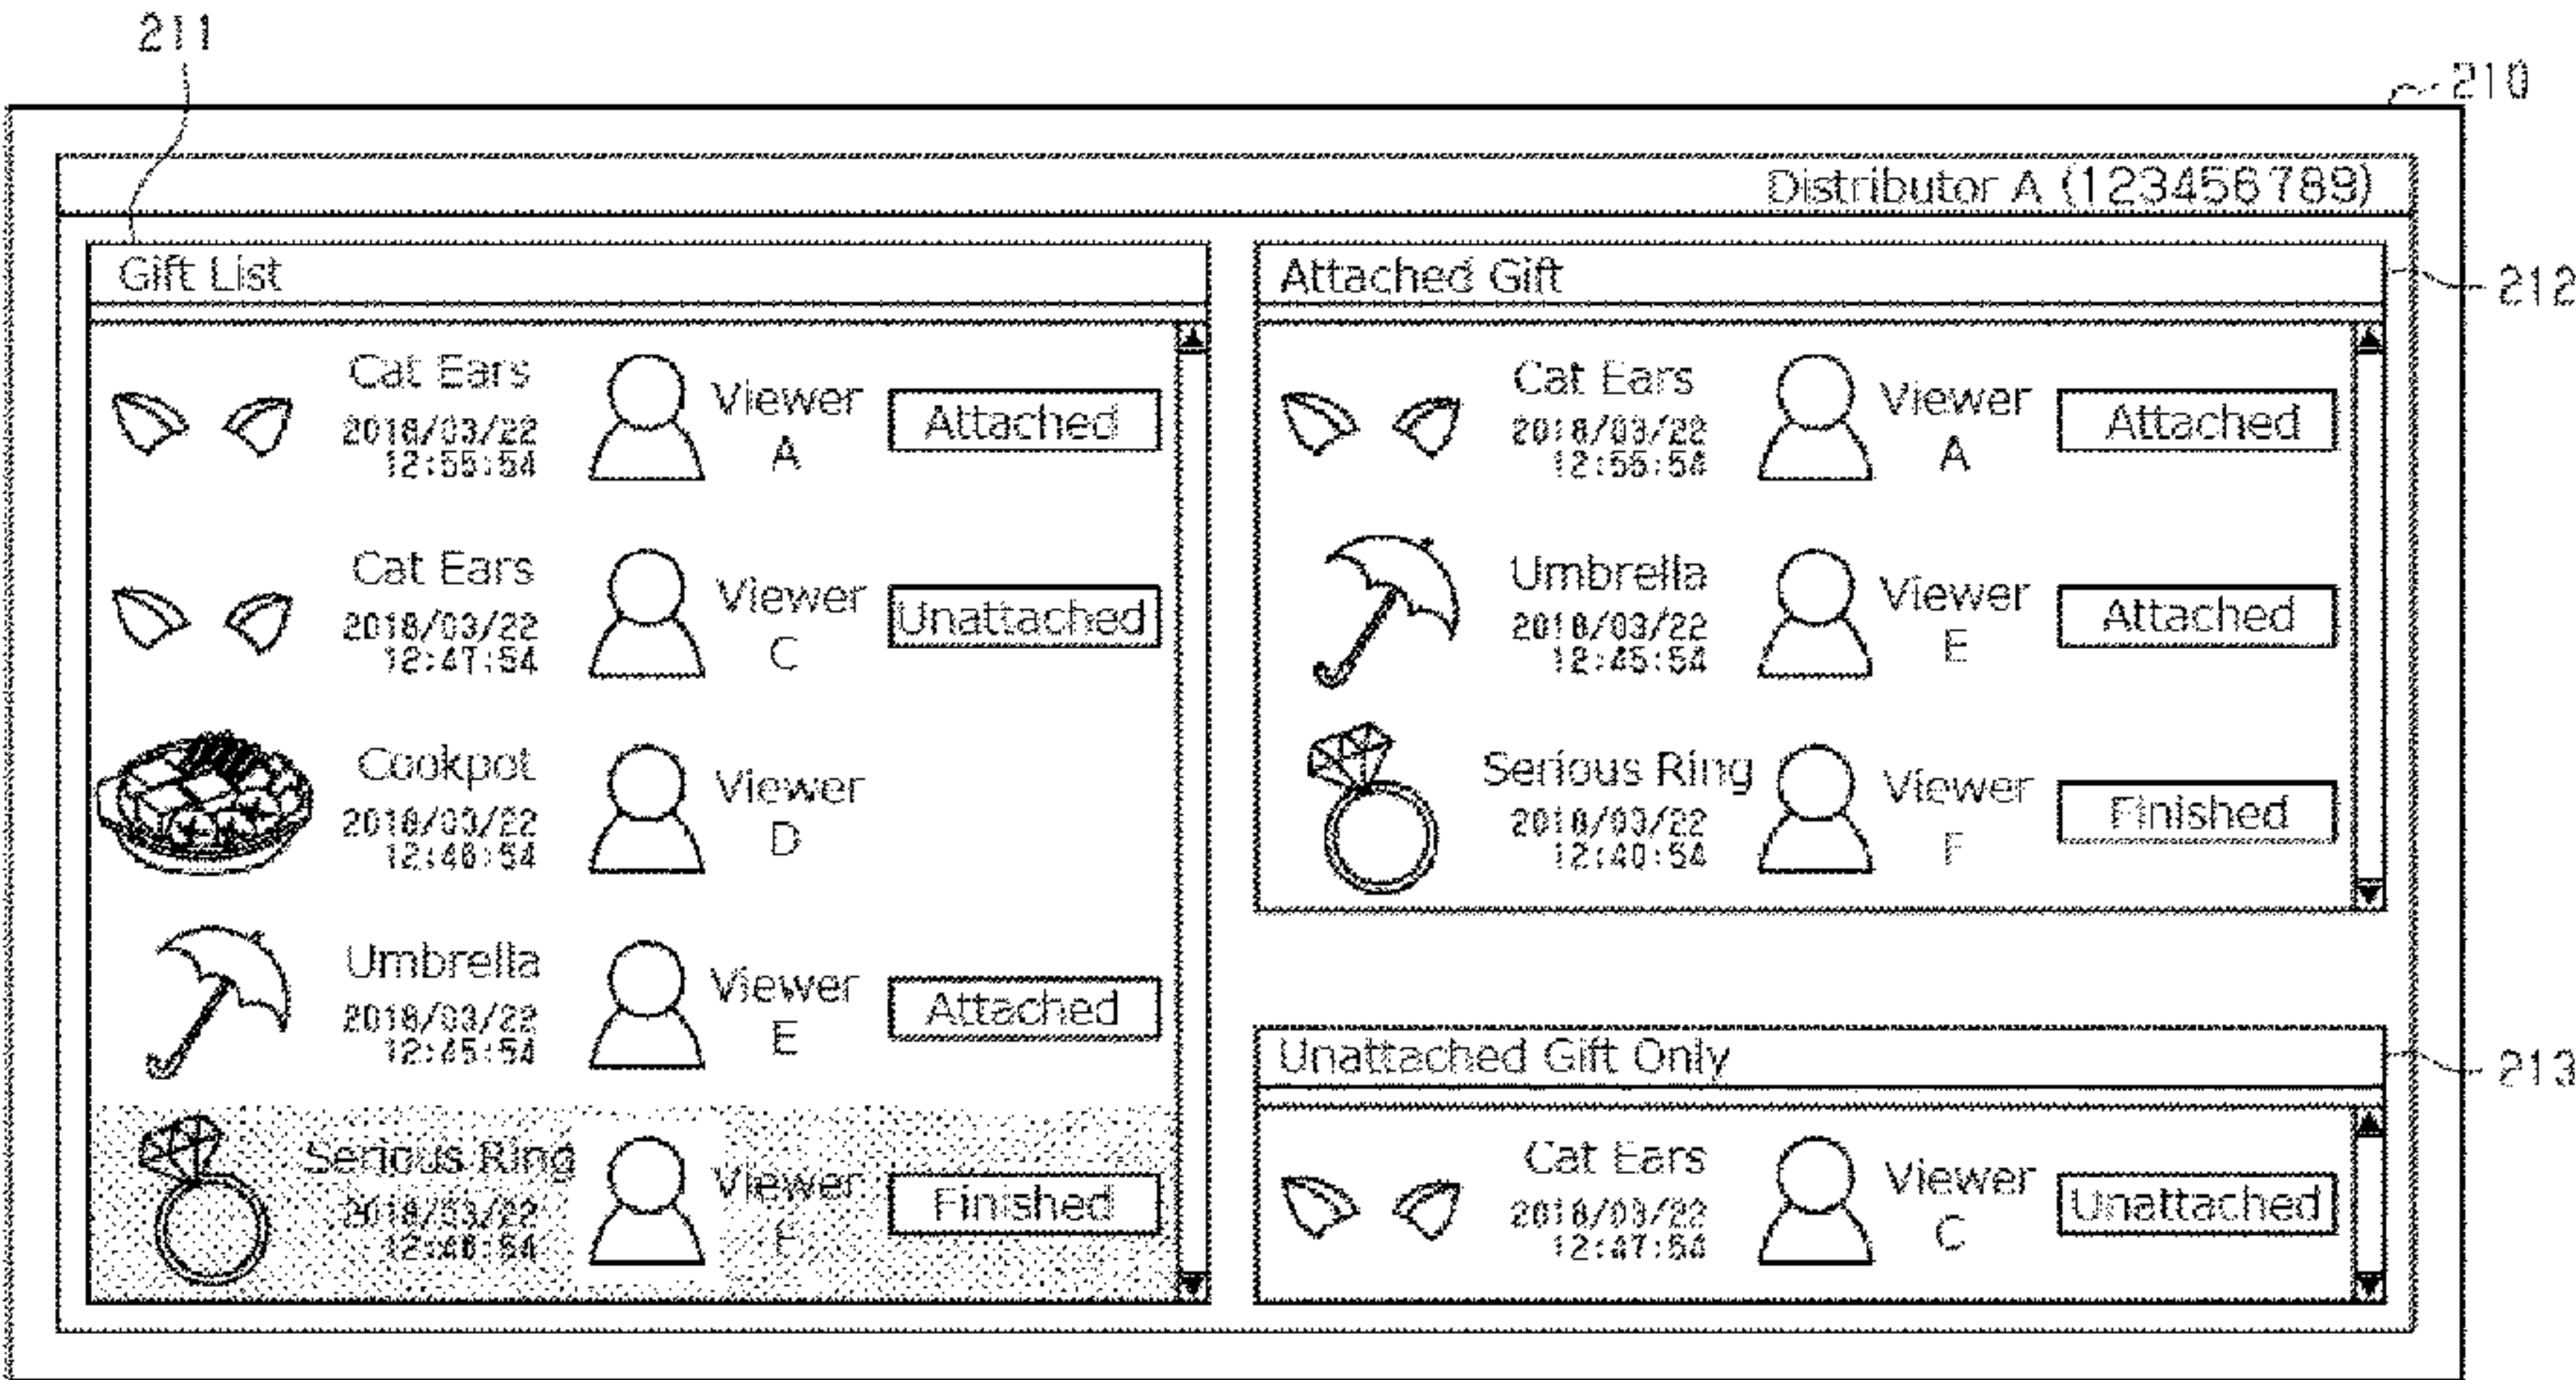 211
210
Distributor A (123456789)
Gift List
Cat Ears
2018/03/22
12:55:54
Viewer
A
Attached
Cat Ears
2018/03/22
12:47:54
Viewer
C
Unattached
Cookpot
2018/03/22
12:46:54
Viewer
D
Umbrella
2018/03/22
12:45:54
Viewer
E
Attached
Serious Ring
2018/03/22
Viewer
F
Finished
Attached Gift
212
Cat Ears
2018/03/22
12:55:54
Viewer
A
Attached
Umbrella
2018/03/22
12:45:54
Viewer
E
Attached
Serious Ring
2018/03/22
12:40:54
Viewer
F
Finished
Unattached Gift Only
213
Cat Ears
2018/03/22
12:47:54
Viewer
C
Unattached